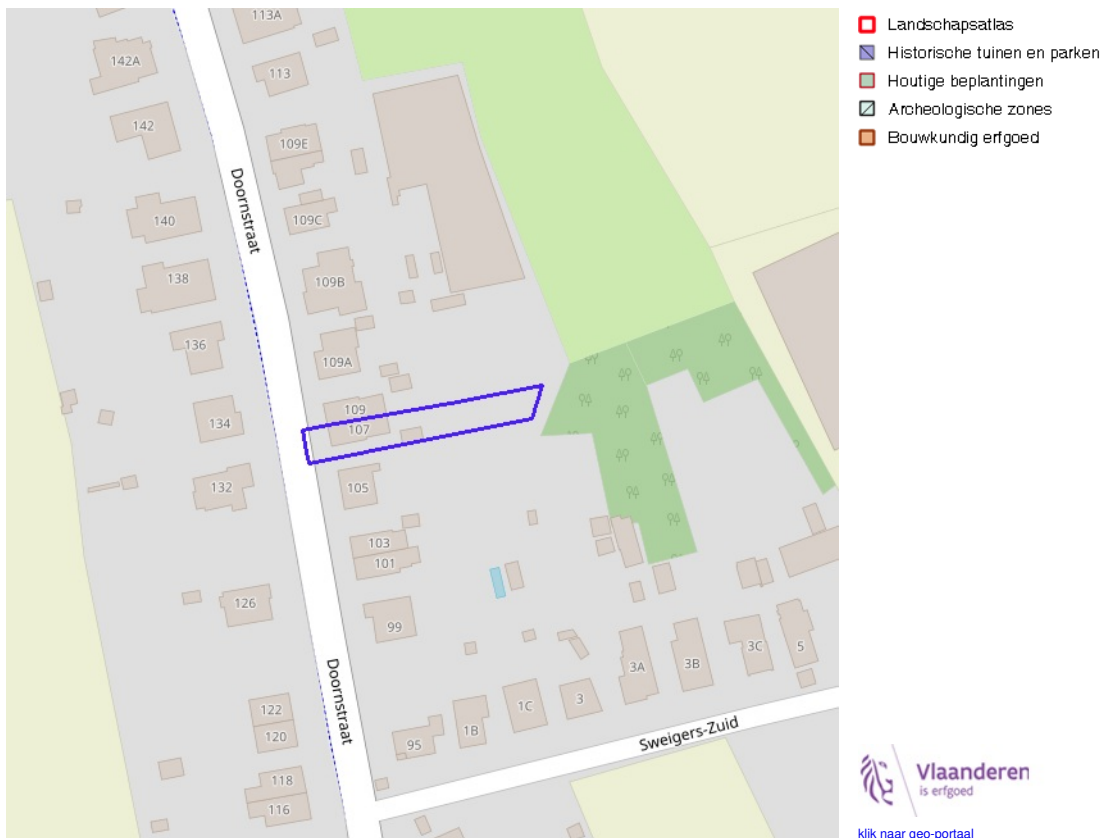 113A
142A
113
142
109E
Doornstraat
140
109C
138
109B
136
109A
109
134
107
132
105
103
101
126
99
Doornstraat
3A
3B
3C
5
122
1C
3
1B
120
95
Sweigers-Zuid
118
116
Landschapsatlas
Historische tuinen en parken
Houtige beplantingen
Archeologische zones
Bouwkundig erfgoed
Vlaanderen
is erfgoed
klik naar geo-portaal